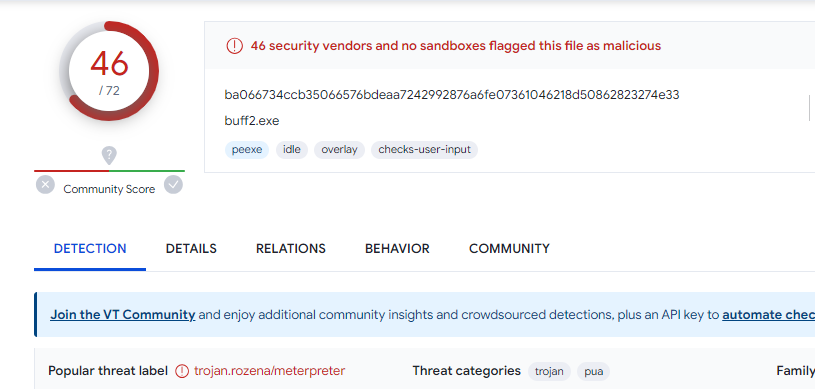 46
/ 72
Community Score
46 security vendors and no sandboxes flagged this file as malicious
ba066734ccb35066576bdeaa7242992876a6fe07361046218d50862823274e33
buff2.exe
peexe idle overlay checks-user-input
DETECTION DETAILS RELATIONS BEHAVIOR COMMUNITY
Join the VT Community and enjoy additional community insights and crowdsourced detections, plus an API key to automate chec
Popular threat label trojan.rozena/meterpreter Threat categories trojan pua Family